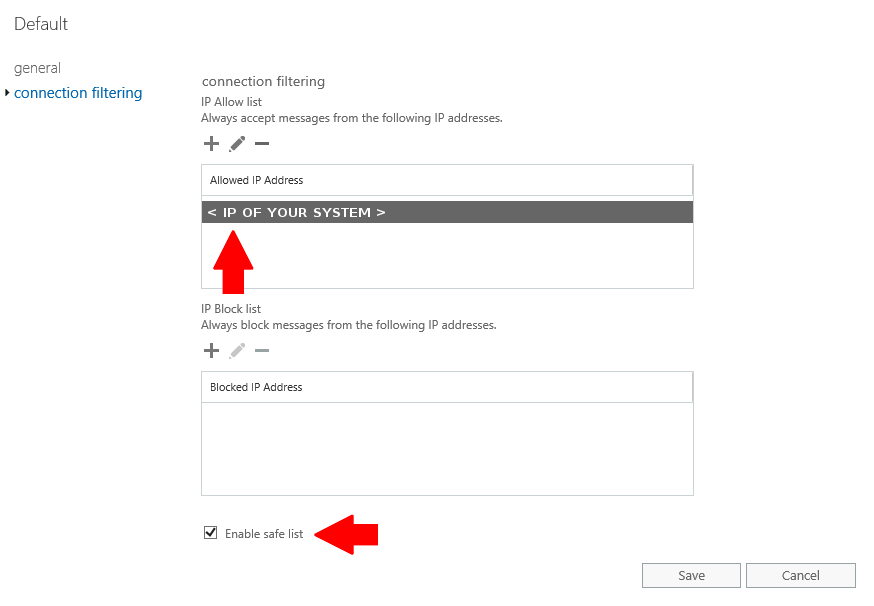 Default
general
connection filtering
connection filtering
IP Allow list
Always accept messages from the following IP addresses.
Allowed IP Address
< IP OF YOUR SYSTEM >
IP Block list
Always block messages from the following IP addresses.
Blocked IP Address
Enable safe list
Save
Cancel